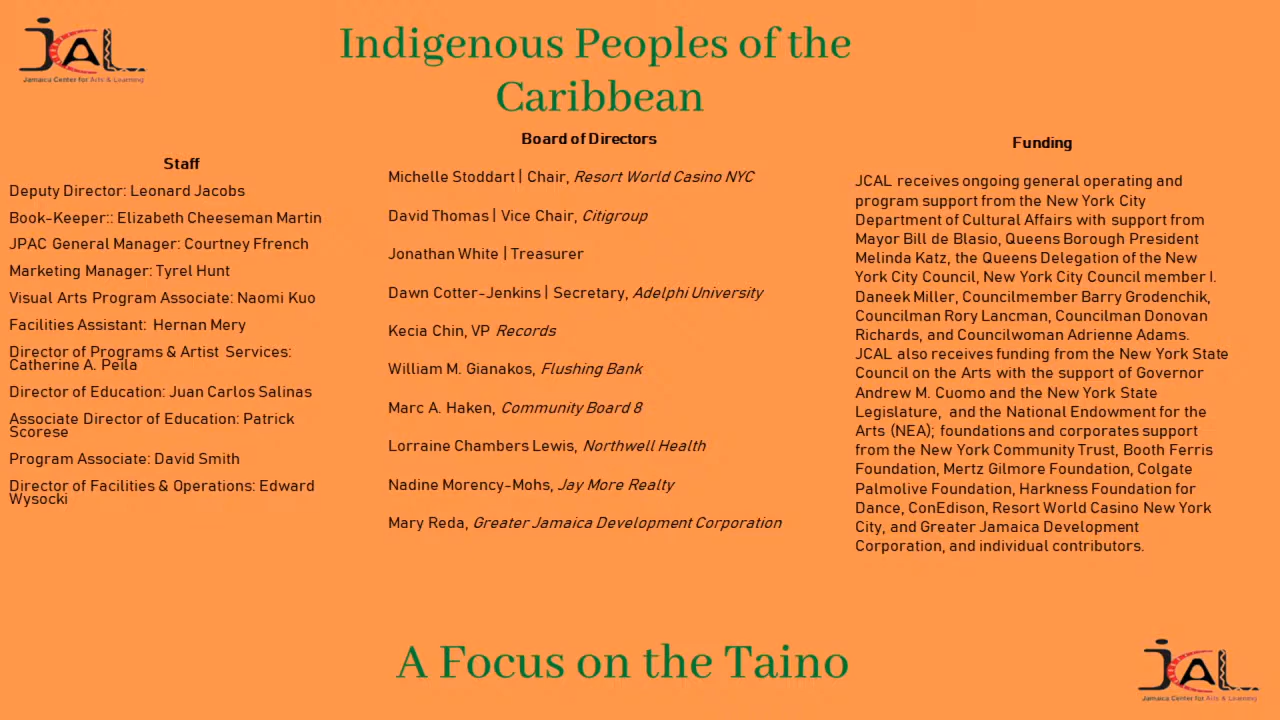 JCAL
Jamaica Center for Arts & Learning
Indigenous Peoples of the
Caribbean
Staff
Deputy Director: Leonard Jacobs
Book-Keeper:: Elizabeth Cheeseman Martin
JPAC General Manager: Courtney Ffrench
Marketing Manager: Tyrel Hunt
Visual Arts Program Associate: Naomi Kuo
Facilities Assistant: Hernan Mery
Director of Programs & Artist Services:
Catherine A. Peila
Director of Education: Juan Carlos Salinas
Associate Director of Education: Patrick
Scorese
Program Associate: David Smith
Director of Facilities & Operations: Edward
Wysocki
Board of Directors
Michelle Stoddart | Chair, Resort World Casino NYC
David Thomas | Vice Chair, Citigroup
Jonathan White | Treasurer
Dawn Cotter-Jenkins | Secretary, Adelphi University
Kecia Chin, VP Records
William M. Gianakos, Flushing Bank
Marc A. Haken, Community Board 8
Lorraine Chambers Lewis, Northwell Health
Nadine Morency-Mohs, Jay More Realty
Mary Reda, Greater Jamaica Development Corporation
Funding
JCAL receives ongoing general operating and
program support from the New York City
Department of Cultural Affairs with support from
Mayor Bill de Blasio, Queens Borough President
Melinda Katz, the Queens Delegation of the New
York City Council, New York City Council member I.
Daneek Miller, Councilmember Barry Grodenchik,
Councilman Rory Lancman, Councilman Donovan
Richards, and Councilwoman Adrienne Adams.
JCAL also receives funding from the New York State
Council on the Arts with the support of Governor
Andrew M. Cuomo and the New York State
Legislature, and the National Endowment for the
Arts (NEA); foundations and corporates support
from the New York Community Trust, Booth Ferris
Foundation, Mertz Gilmore Foundation, Colgate
Palmolive Foundation, Harkness Foundation for
Dance, ConEdison, Resort World Casino New York
City, and Greater Jamaica Development
Corporation, and individual contributors.
A Focus on the Taino
JCAL
Jamaica Center for Arts & Learning